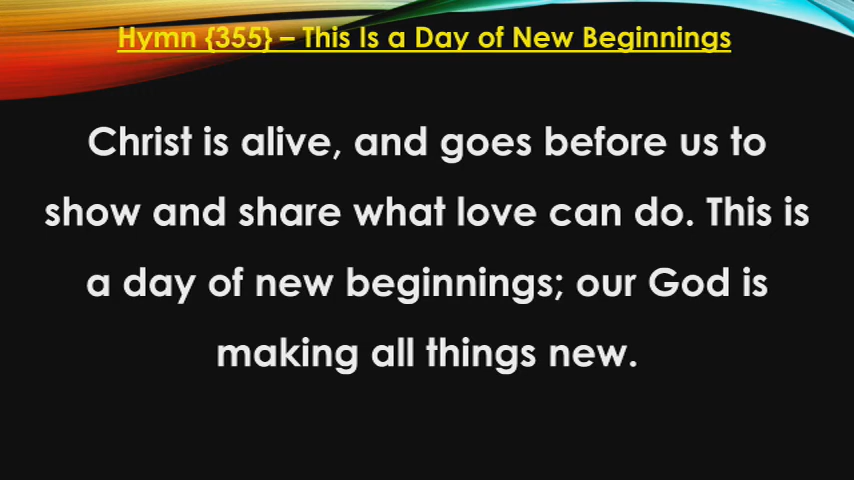 Hymn {355} – This Is a Day of New Beginnings
Christ is alive, and goes before us to
show and share what love can do. This is
a day of new beginnings; our God is
making all things new.